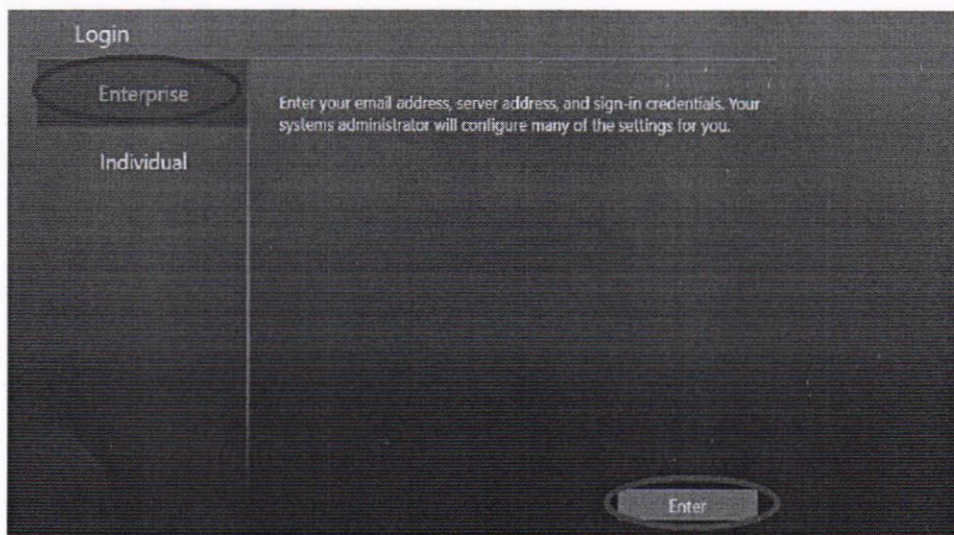 Login
Enterprise
Individual
Enter your email address, server address, and sign-in credentials. Your
systems administrator will configure many of the settings for you.
Enter